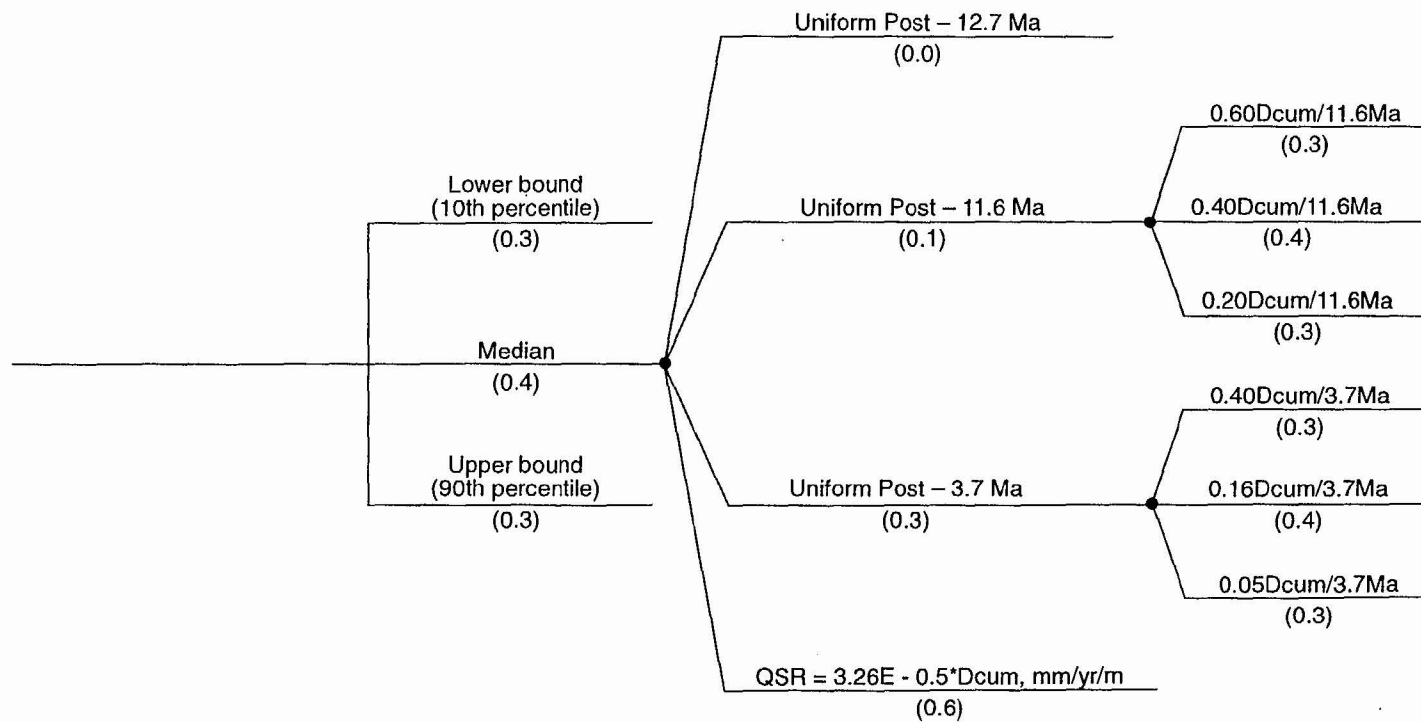 Uniform Post – 12.7 Ma
(0.0)
0.60Dcum/11.6Ma
(0.3)
Lower bound
(10th percentile)
(0.3)
Uniform Post – 11.6 Ma
(0.1)
0.40Dcum/11.6Ma
(0.4)
0.20Dcum/11.6Ma
(0.3)
Median
(0.4)
0.40Dcum/3.7Ma
(0.3)
Upper bound
(90th percentile)
(0.3)
Uniform Post – 3.7 Ma
(0.3)
0.16Dcum/3.7Ma
(0.4)
0.05Dcum/3.7Ma
(0.3)
QSR = 3.26E - 0.5*Dcum, mm/yr/m
(0.6)